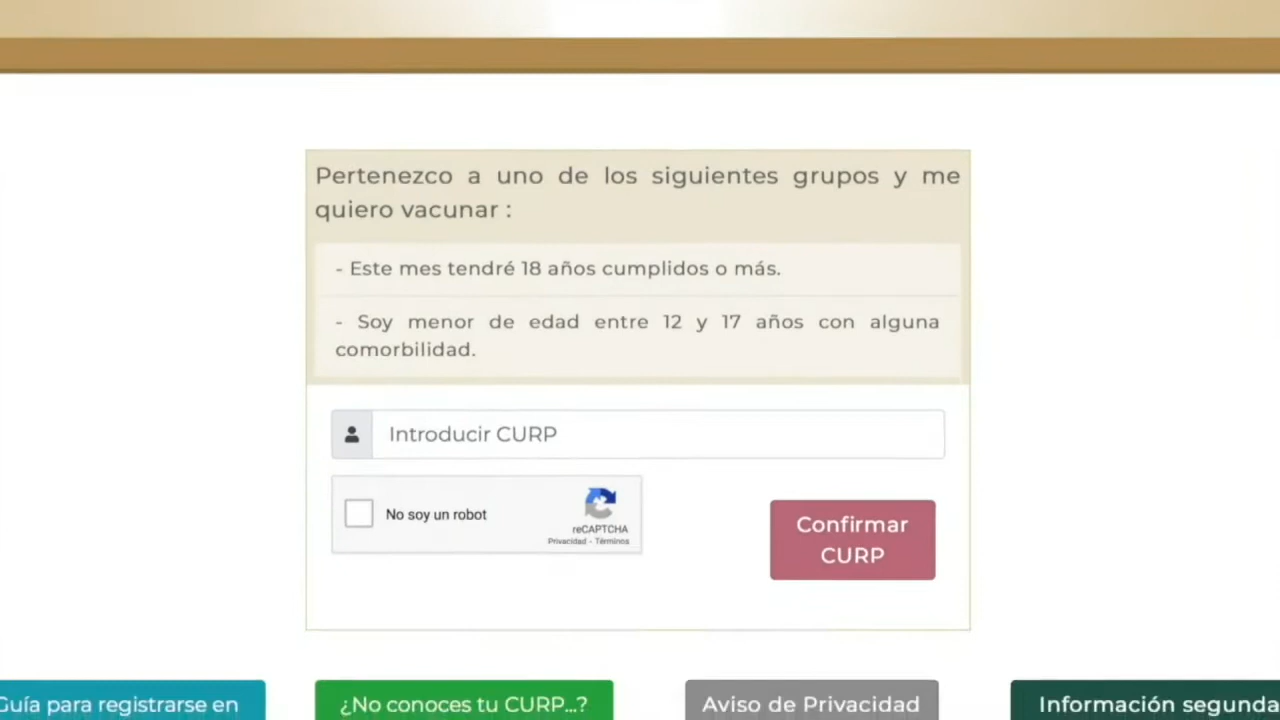 Pertenezco a uno de los siguientes grupos y me
quiero vacunar :
- Este mes tendré 18 años cumplidos o más.
- Soy menor de edad entre 12 y 17 años con alguna
comorbilidad.
Introducir CURP
No soy un robot
reCAPTCHA
Privacidad - Términos
Confirmar
CURP
Guía para registrarse en
¿No conoces tu CURP...?
Aviso de Privacidad
Información segunda